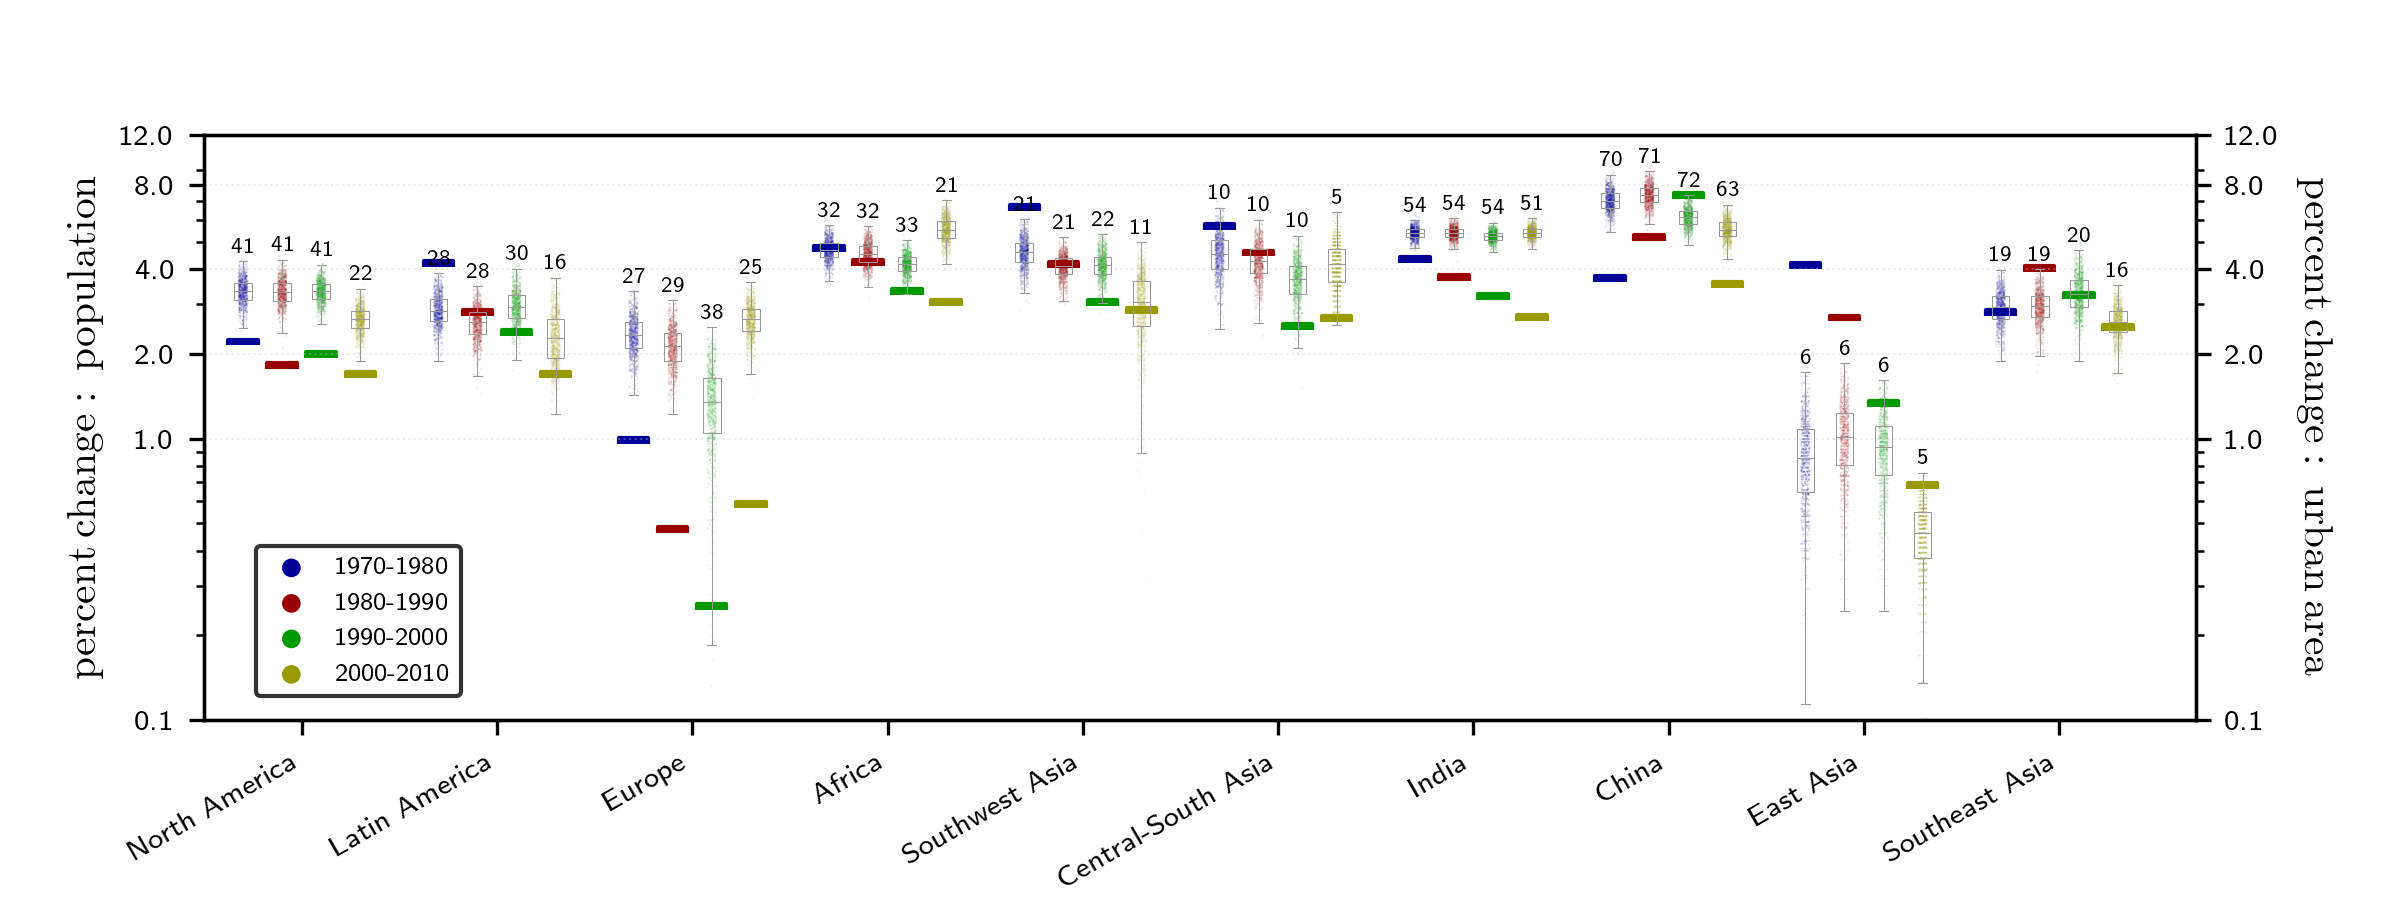 percent change : population
percent change : urban area
12.0
8.0
4.0
2.0
1.0
0.1
12.0
8.0
4.0
2.0
1.0
0.1
41 41 41 22
28 28 30 16
27 29 38 25
32 32 33 21
21 21 22 11
10 10 10 5
54 54 54 51
70 71 72 63
6 6 6 5
19 19 20 16
1970-1980
1980-1990
1990-2000
2000-2010
North America
Latin America
Europe
Africa
Southwest Asia
Central-South Asia
India
China
East Asia
Southeast Asia